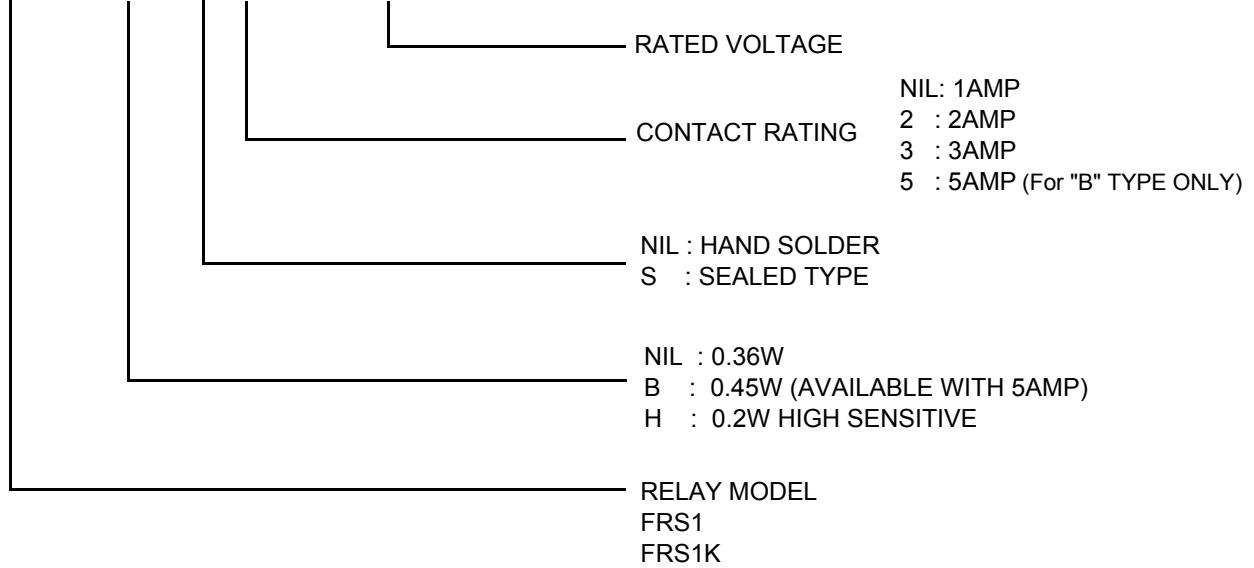 RATED VOLTAGE
CONTACT RATING
NIL: 1AMP
2 : 2AMP
3 : 3AMP
5 : 5AMP (For "B" TYPE ONLY)
NIL : HAND SOLDER
S : SEALED TYPE
NIL : 0.36W
B : 0.45W (AVAILABLE WITH 5AMP)
H : 0.2W HIGH SENSITIVE
RELAY MODEL
FRS1
FRS1K